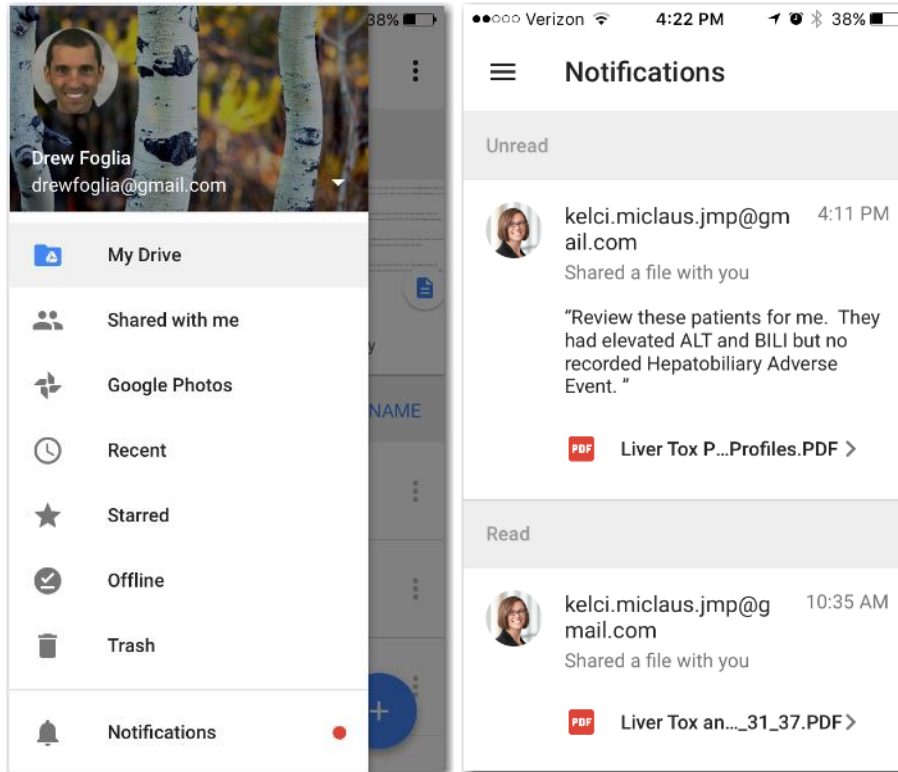 38%
Drew Foglia
drewfoglia@gmail.com
My Drive
Shared with me
Google Photos
NAME
Recent
Starred
Offline
Trash
Notifications
Verizon 4:22 PM 38%
Notifications
Unread
kelci.miclaus.jmp@gm 4:11 PM
ail.com
Shared a file with you
“Review these patients for me. They
had elevated ALT and BILI but no
recorded Hepatobiliary Adverse
Event. ”
PDF Liver Tox P...Profiles.PDF
Read
kelci.miclaus.jmp@g 10:35 AM
mail.com
Shared a file with you
PDF Liver Tox an..._31_37.PDF